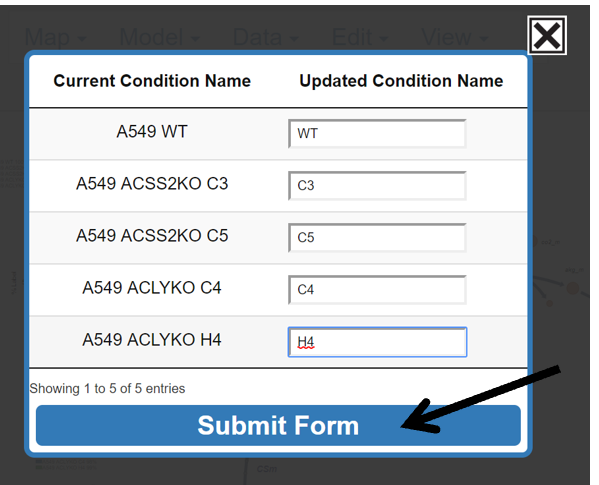 Map Model Data Edit View
Current Condition Name Updated Condition Name
A549 WT WT
A549 ACSS2KO C3 C3
A549 ACSS2KO C5 C5
A549 ACLYKO C4 C4
A549 ACLYKO H4 H4
Showing 1 to 5 of 5 entries
Submit Form